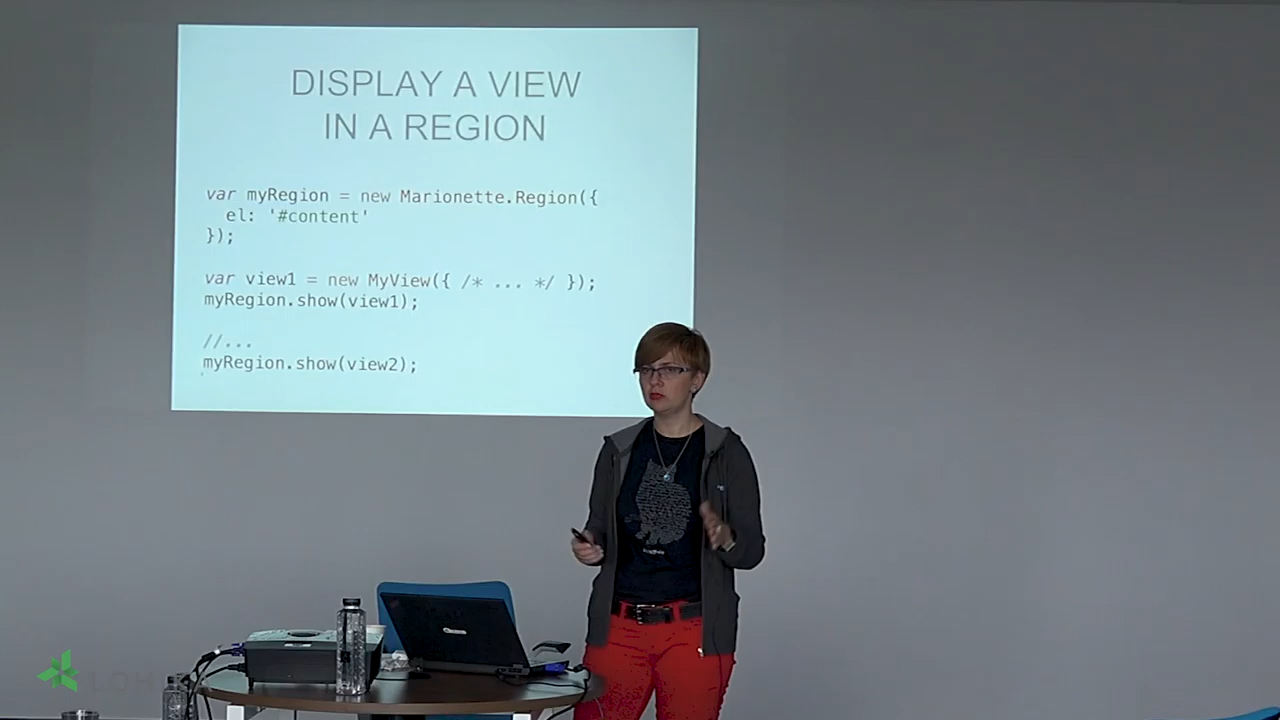 DISPLAY A VIEW
IN A REGION
var myRegion = new Marionette.Region({
el: '#content'
});
var view1 = new MyView({ /* ... */ });
myRegion.show(view1);
//...
myRegion.show(view2);